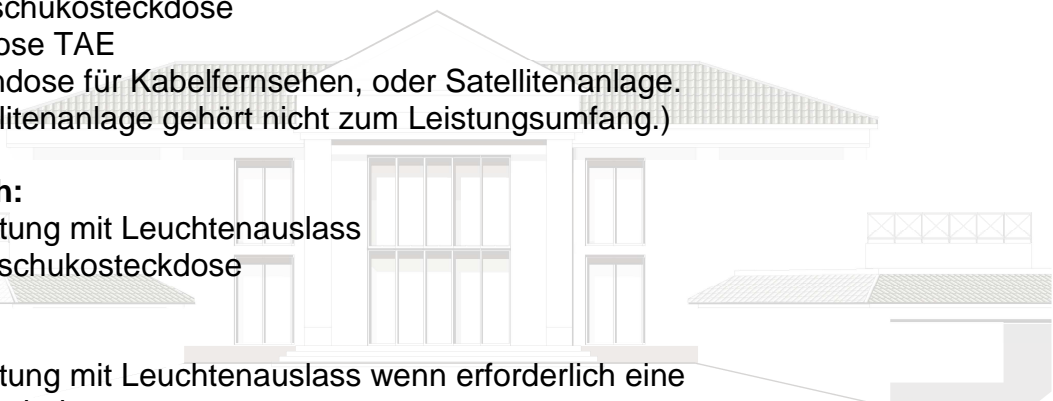 schukosteckdose
ose TAE
ndose für Kabelfernsehen, oder Satellitenanlage.
litenanlage gehört nicht zum Leistungsumfang.)
h:
tung mit Leuchtenauslass
schukosteckdose
tung mit Leuchtenauslass wenn erforderlich eine